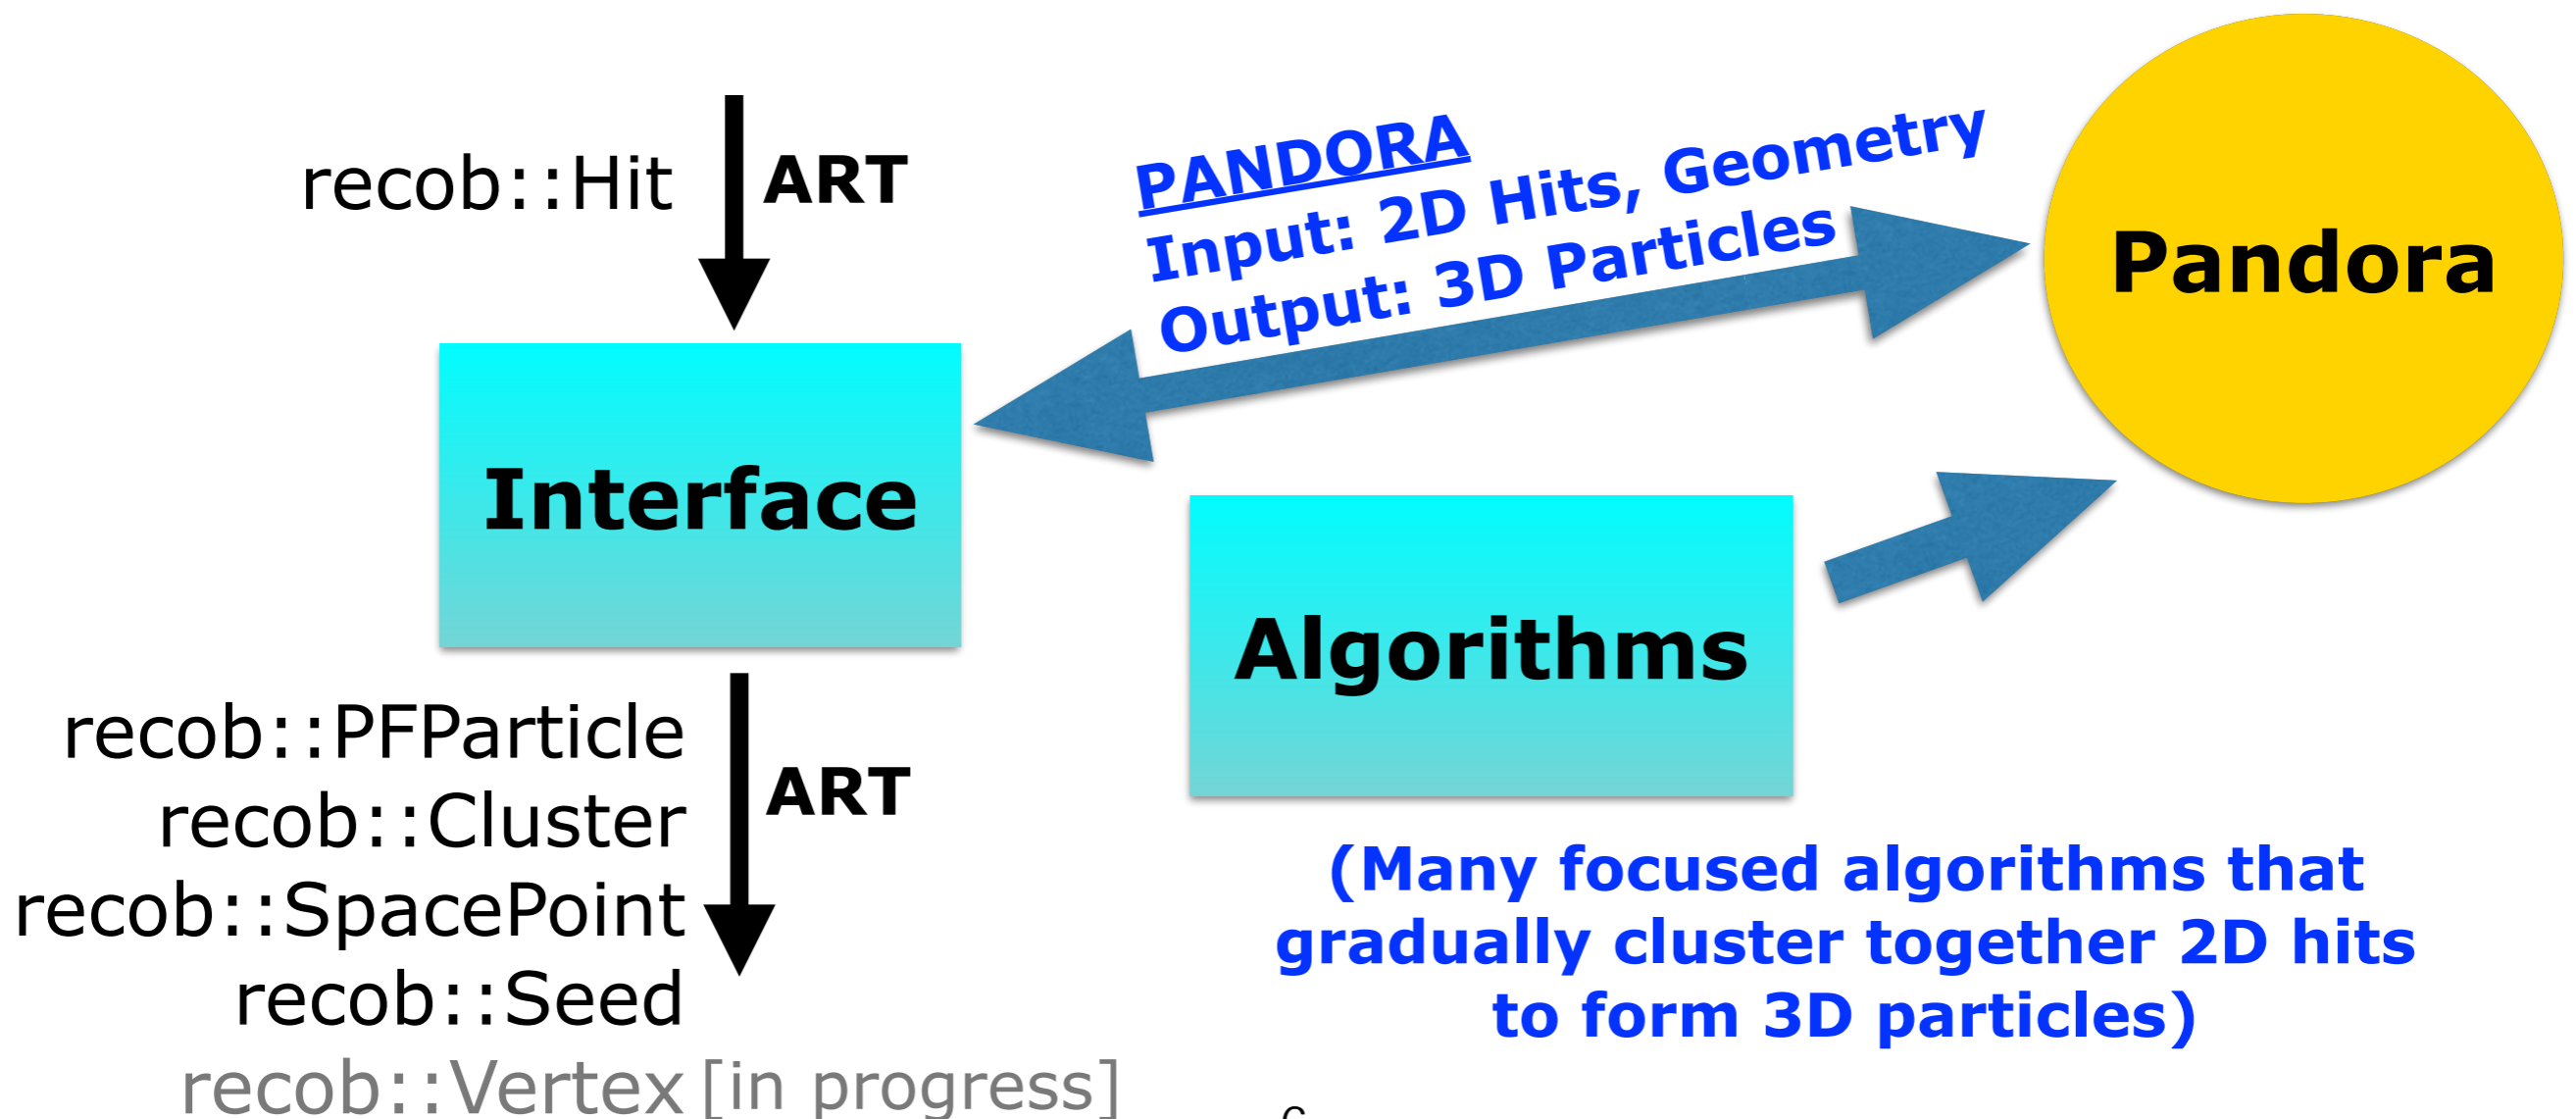 recob::Hit
ART
PANDORA
Input: 2D Hits, Geometry
Output: 3D Particles
Pandora
Interface
Algorithms
recob::PFParticle
recob::Cluster
recob::SpacePoint
recob::Seed
recob::Vertex [in progress]
ART
(Many focused algorithms that
gradually cluster together 2D hits
to form 3D particles)